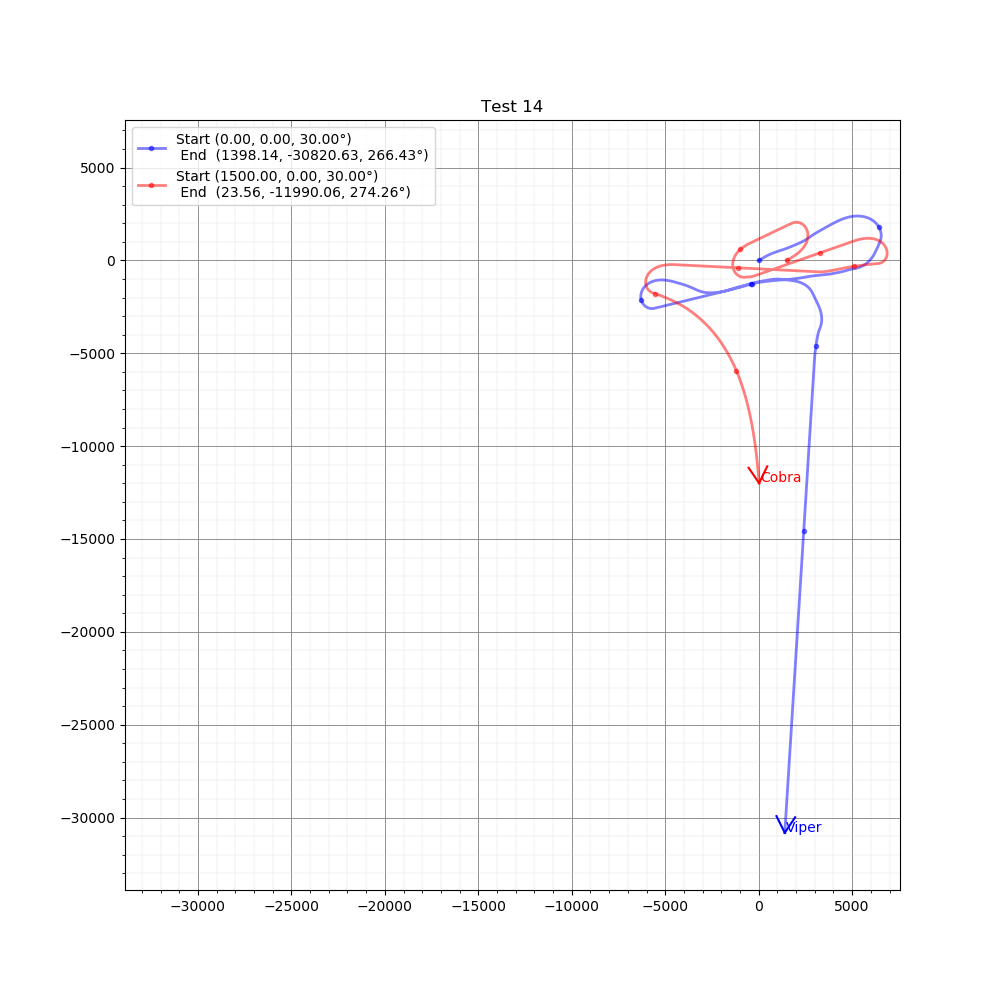 Test 14
Start (0.00, 0.00, 30.00°)
End  (1398.14, -30820.63, 266.43°)
Start (1500.00, 0.00, 30.00°)
End  (23.56, -11990.06, 274.26°)
5000
0
−5000
−10000
−15000
−20000
−25000
−30000
Cobra
Viper
−30000 −25000 −20000 −15000 −10000 −5000 0 5000